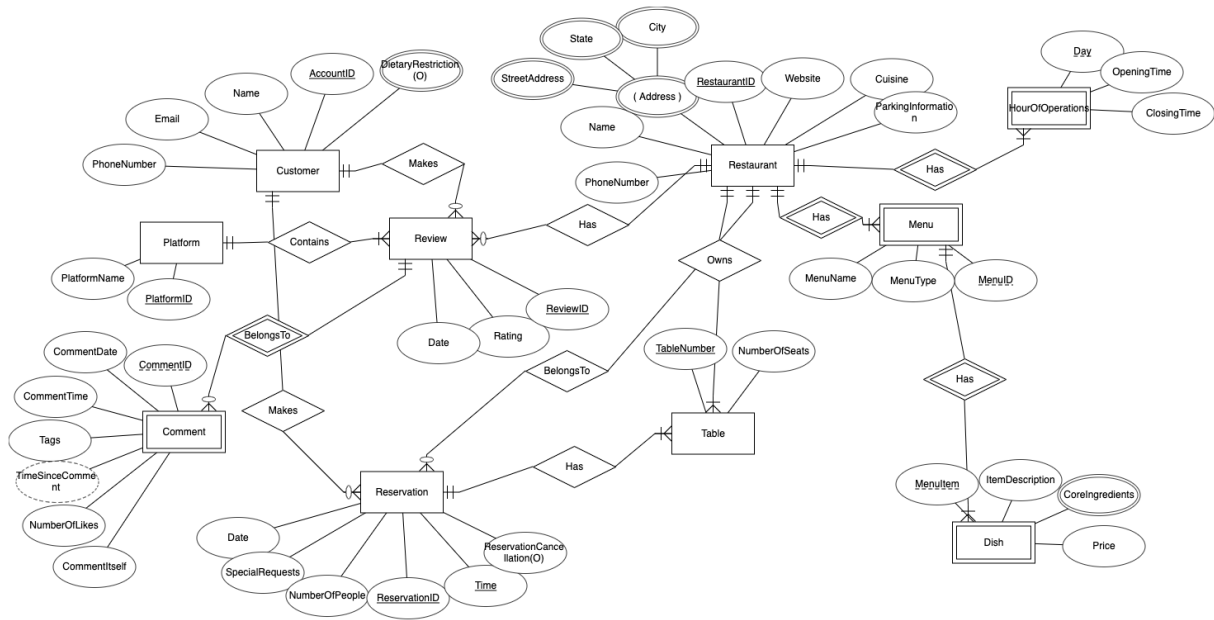 City
State
DietaryRestriction
(O)
AccountID
Name
Email
PhoneNumber
Customer
Makes
StreetAddress
( Address )
RestaurantID
Website
Cuisine
ParkingInformatio
n
Name
PhoneNumber
Restaurant
Day
OpeningTime
HourOfOperations
ClosingTime
Has
Has
Menu
MenuName
MenuType
MenuID
Platform
Contains
Review
Has
PlatformName
PlatformID
Owns
ReviewID
Date
Rating
BelongsTo
CommentDate
CommentID
CommentTime
Tags
Comment
TimeSinceComme
nt
NumberOfLikes
CommentItself
Makes
BelongsTo
TableNumber
NumberOfSeats
Table
Has
Has
Reservation
Date
SpecialRequests
NumberOfPeople
ReservationID
Time
ReservationCance
llation(O)
MenuItem
ItemDescription
CoreIngredients
Dish
Price